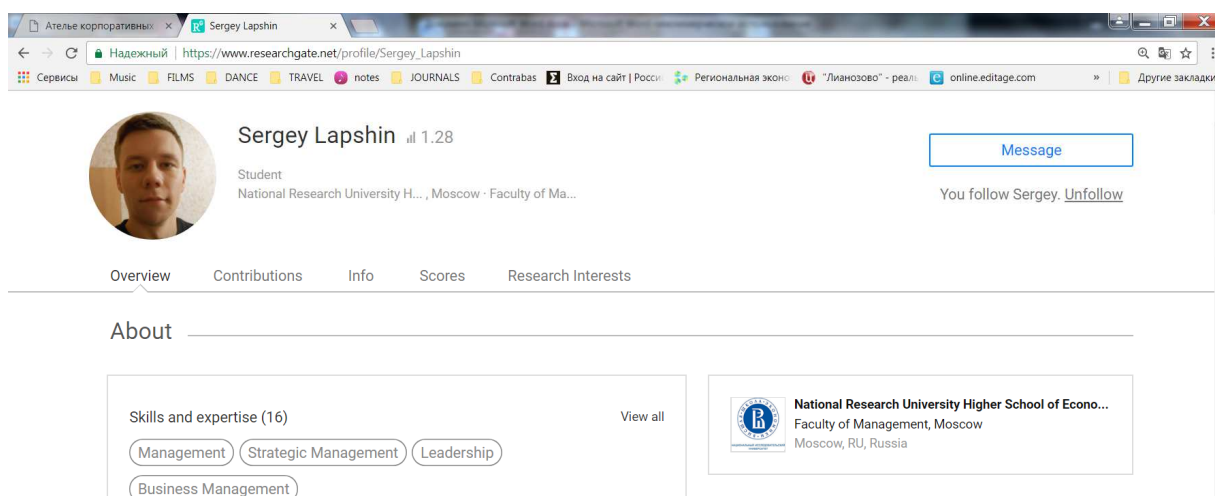 Ателье корпоративных
Sergey Lapshin
Надежный | https://www.researchgate.net/profile/Sergey_Lapshin
Сервисы Music FILMS DANCE TRAVEL notes JOURNALS Contrabas Вход на сайт | Росси Региональная эконо "Лианозово" - реал online.editage.com » Другие закладки
Sergey Lapshin 1.28
Message
Student
National Research University H... , Moscow · Faculty of Ma...
You follow Sergey. Unfollow
Overview Contributions Info Scores Research Interests
About
Skills and expertise (16) View all
Management Strategic Management Leadership
Business Management
National Research University Higher School of Econo...
Faculty of Management, Moscow
Moscow, RU, Russia